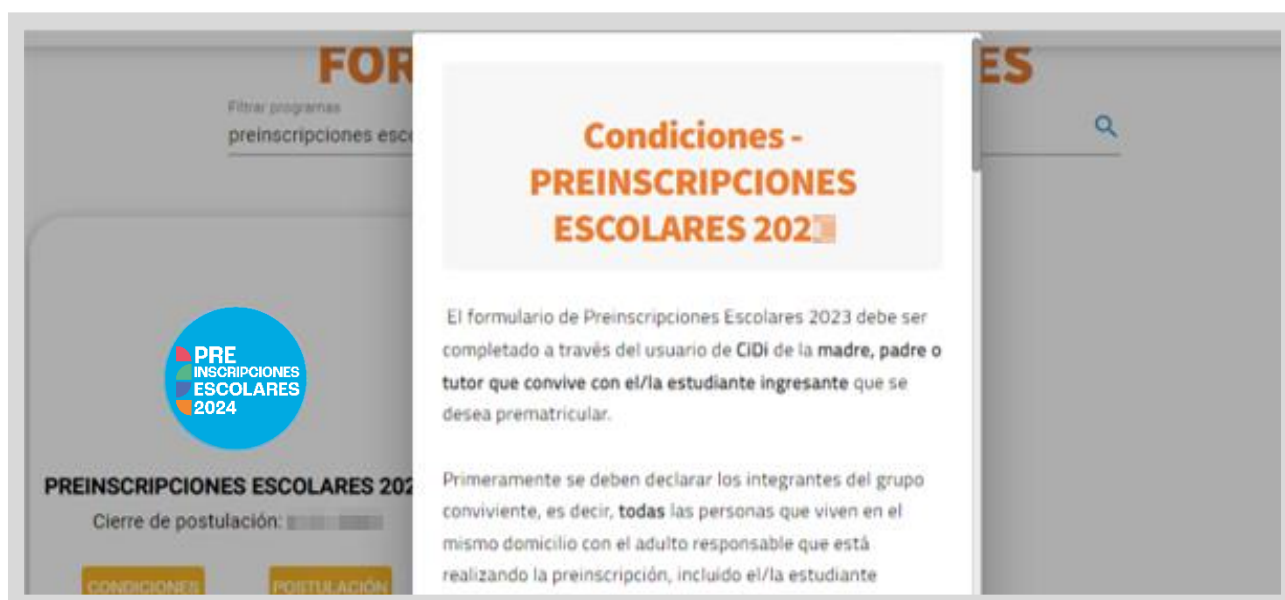 FOR
ES
Filtrar programas
preinscripciones esco
Condiciones -
PREINSCRIPCIONES
ESCOLARES 202
El formulario de Preinscripciones Escolares 2023 debe ser
completado a través del usuario de CiDi de la madre, padre o
tutor que convive con el/la estudiante ingresante que se
desea prematricular.
Primeramente se deben declarar los integrantes del grupo
conviviente, es decir, todas las personas que viven en el
mismo domicilio con el adulto responsable que está
realizando la preinscripción, incluido el/la estudiante
PRE
INSCRIPCIONES
ESCOLARES
2024
PREINSCRIPCIONES ESCOLARES 202
Cierre de postulación:
CONDICIONES
POSTULACIÓN